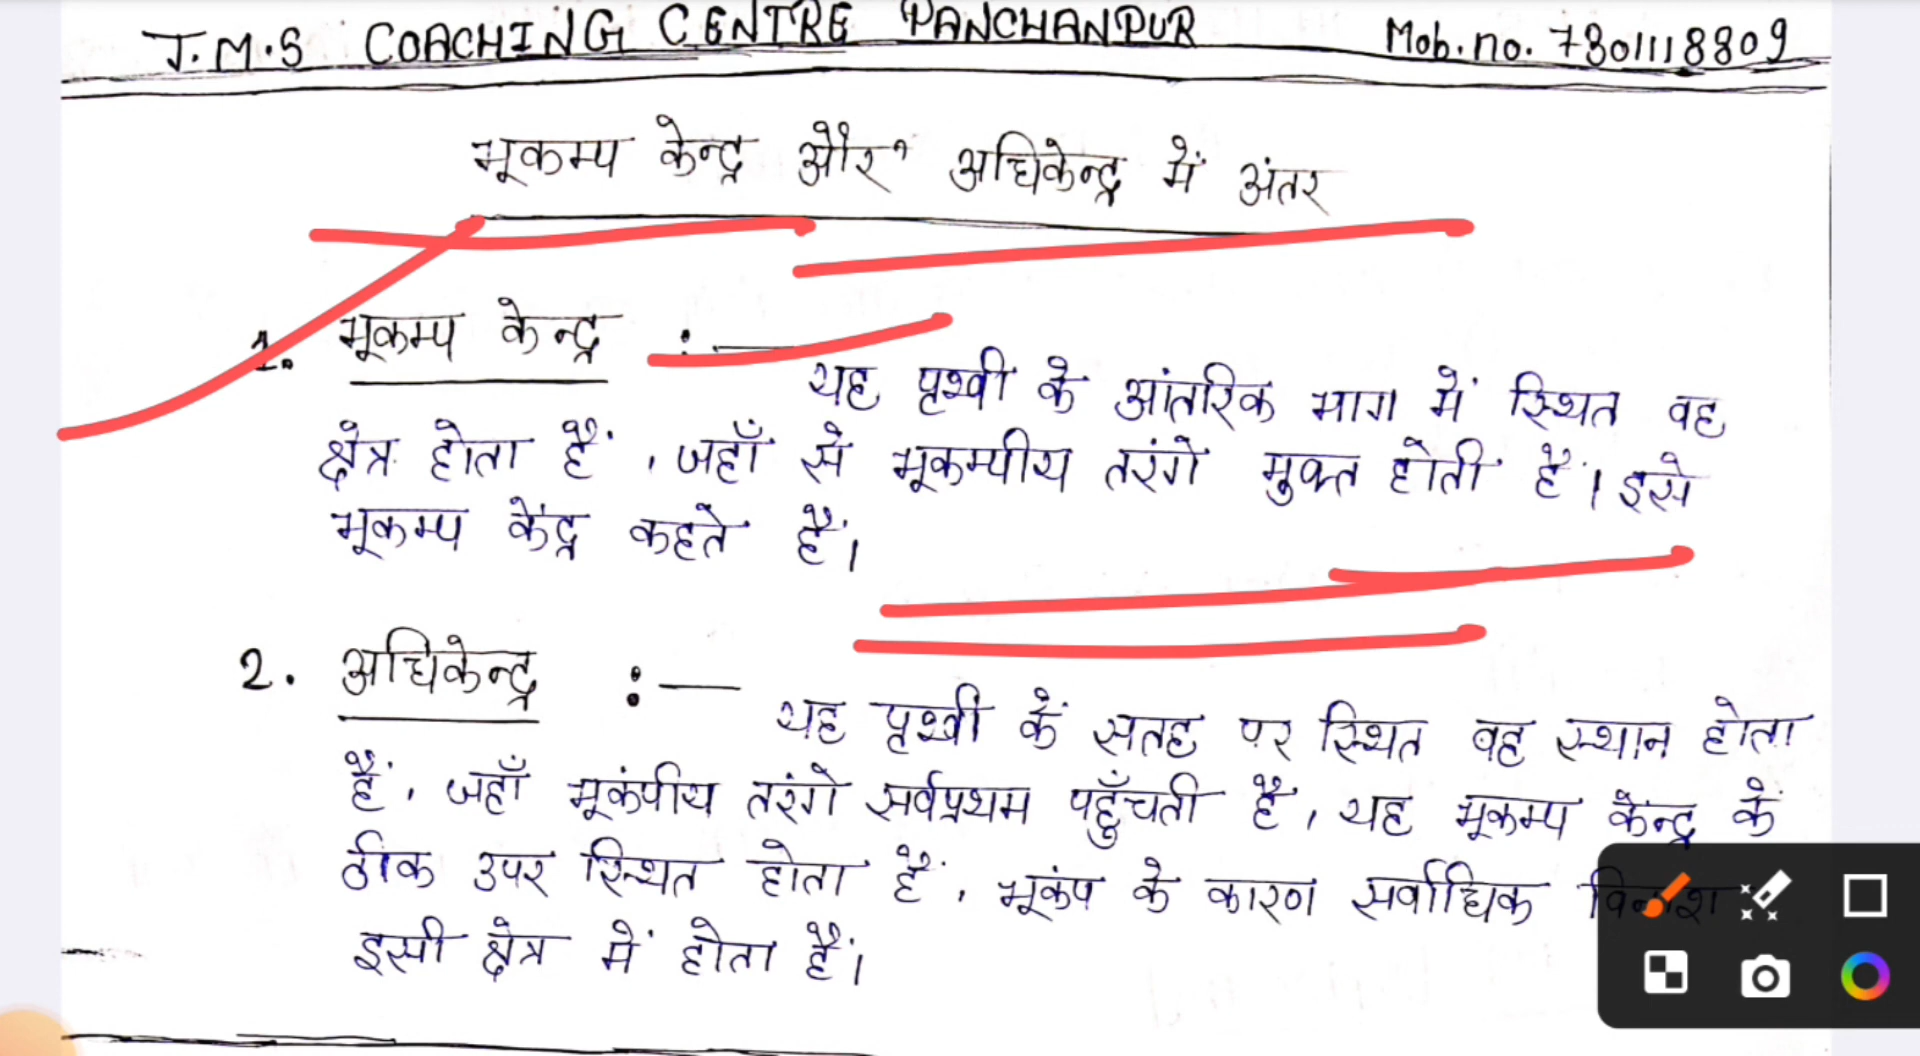 J.M.S COACHING CENTRE PANCHANPUR Mob.no. 7301118809
भूकम्प केन्द्र और अधिकेन्द्र में अंतर
1. भूकम्प केन्द्र :—
यह पृथ्वी के आंतरिक भाग में स्थित वह
क्षेत्र होता हैं, जहाँ से भूकम्पीय तरंगे मुक्त होती हैं। इसे
भूकम्प केंद्र कहते हैं।
2. अधिकेन्द्र :—
यह पृथ्वी कें सतह पर स्थित वह स्थान होता
हैं, जहाँ भूकंपीय तरंगे सर्वप्रथम पहुँचती हैं, यह भूकम्प केन्द्र कें
ठीक उपर स्थित होता हैं, भूकंप के कारण सर्वाधिक विनाश
इसी क्षेत्र में होता हैं।